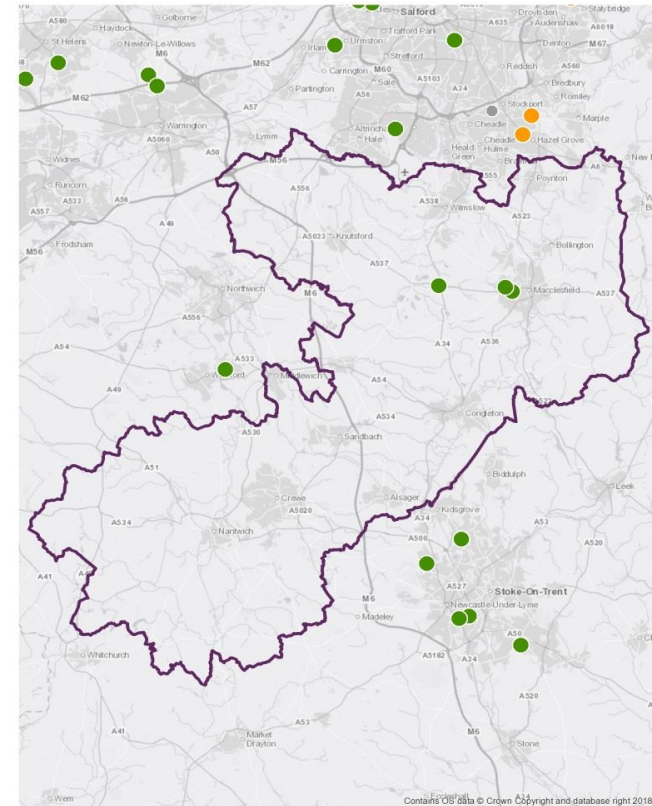 A580
Golborne
Haydock
St Helens
Newton-Le-Willows
M6
A580
M62
M62
Irlam
Urmston
Carrington
Partlington
A57
Salford
Trafford Park
Stretford
M60
Sale
A56
A5103
A34
A635
Droylsden
Audenshaw
A6018
Stalybridge
Denton
M67
Reddish
A560
Bredbury
Romiley
Stockport
Marple
Cheadle
Cheadle
Hulme
Hazel Grove
Heald
Green
Altrincham
Hale
Lymm
Warrington
A5060
Widnes
Runcorn
A533
A557
A56
A50
M56
A556
A555
Poynton
A6
A49
Frodsham
M56
A538
Wilmslow
A523
A5033
Knutsford
Bollington
A537
Macclesfield
A537
Northwich
A556
M6
A34
A536
A54
A533
Middlewich
A54
A49
A530
A534
Congleton
Sandbach
Biddulph
Leek
A51
Crewe
A5020
Alsager
A34
Kidsgrove
A534
Nantwich
A500
A53
A520
A41
A527
Stoke-On-Trent
Newcastle-Under-Lyme
M6
Madeley
A50
Whitchurch
A5182
A34
A520
A41
A53
Market
Drayton
M6
Stone
Wem
Eccleshall
A34
Contains OS data © Crown Copyright and database right 2018